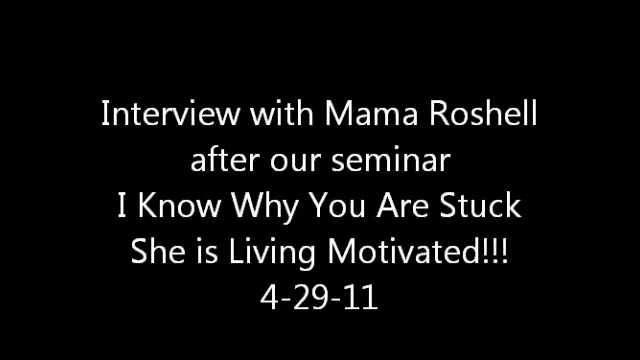 Interview with Mama Roshell
after our seminar
I Know Why You Are Stuck
She is Living Motivated!!!
4-29-11